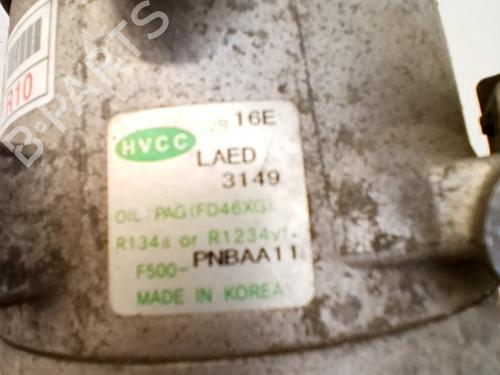 B-PARTS
R10
HVCC
16E
LAED
3149
OIL: PAG(FD46XG)
R134a or R1234yf
F500-PNBAA11
MADE IN KOREA